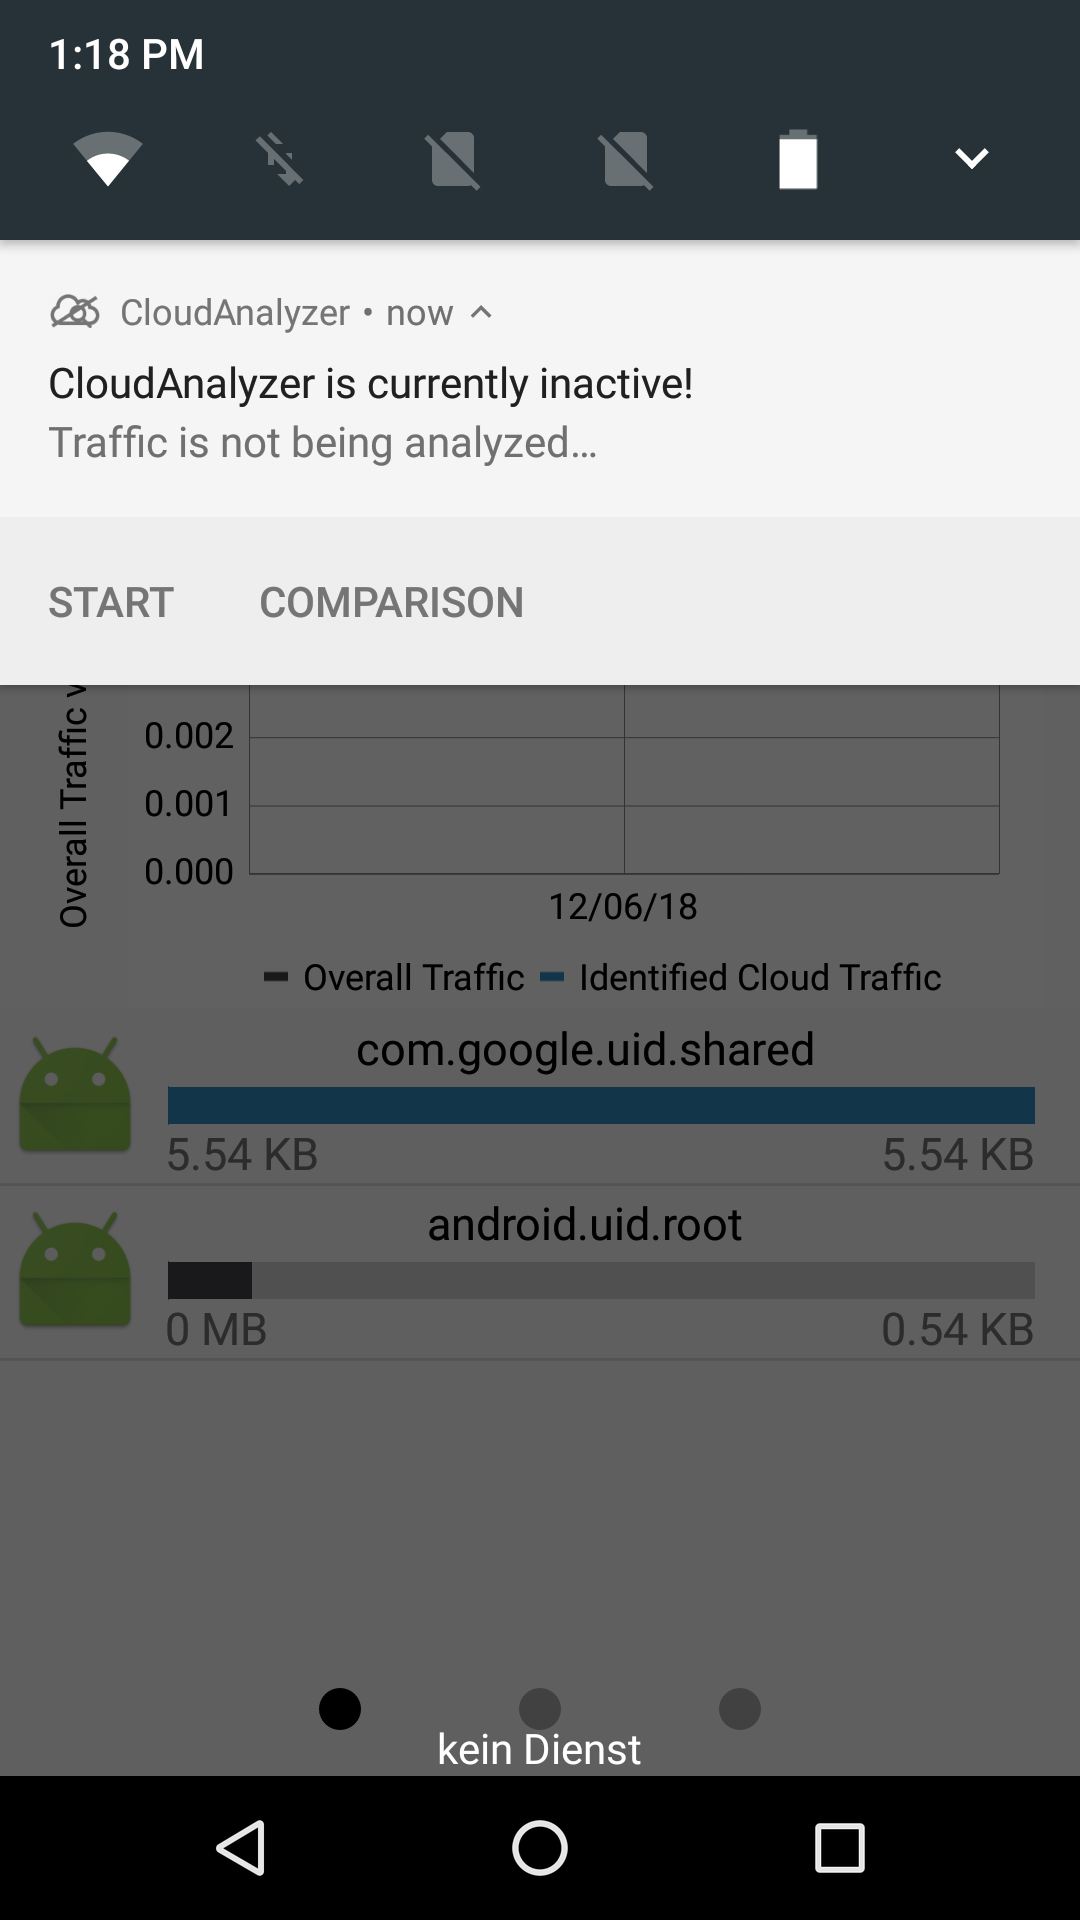 1:18 PM
CloudAnalyzer • now
CloudAnalyzer is currently inactive!
Traffic is not being analyzed…
START COMPARISON
Overall Traffic
0.002
0.001
0.000
12/06/18
Overall Traffic Identified Cloud Traffic
com.google.uid.shared
5.54 KB 5.54 KB
android.uid.root
0 MB 0.54 KB
kein Dienst